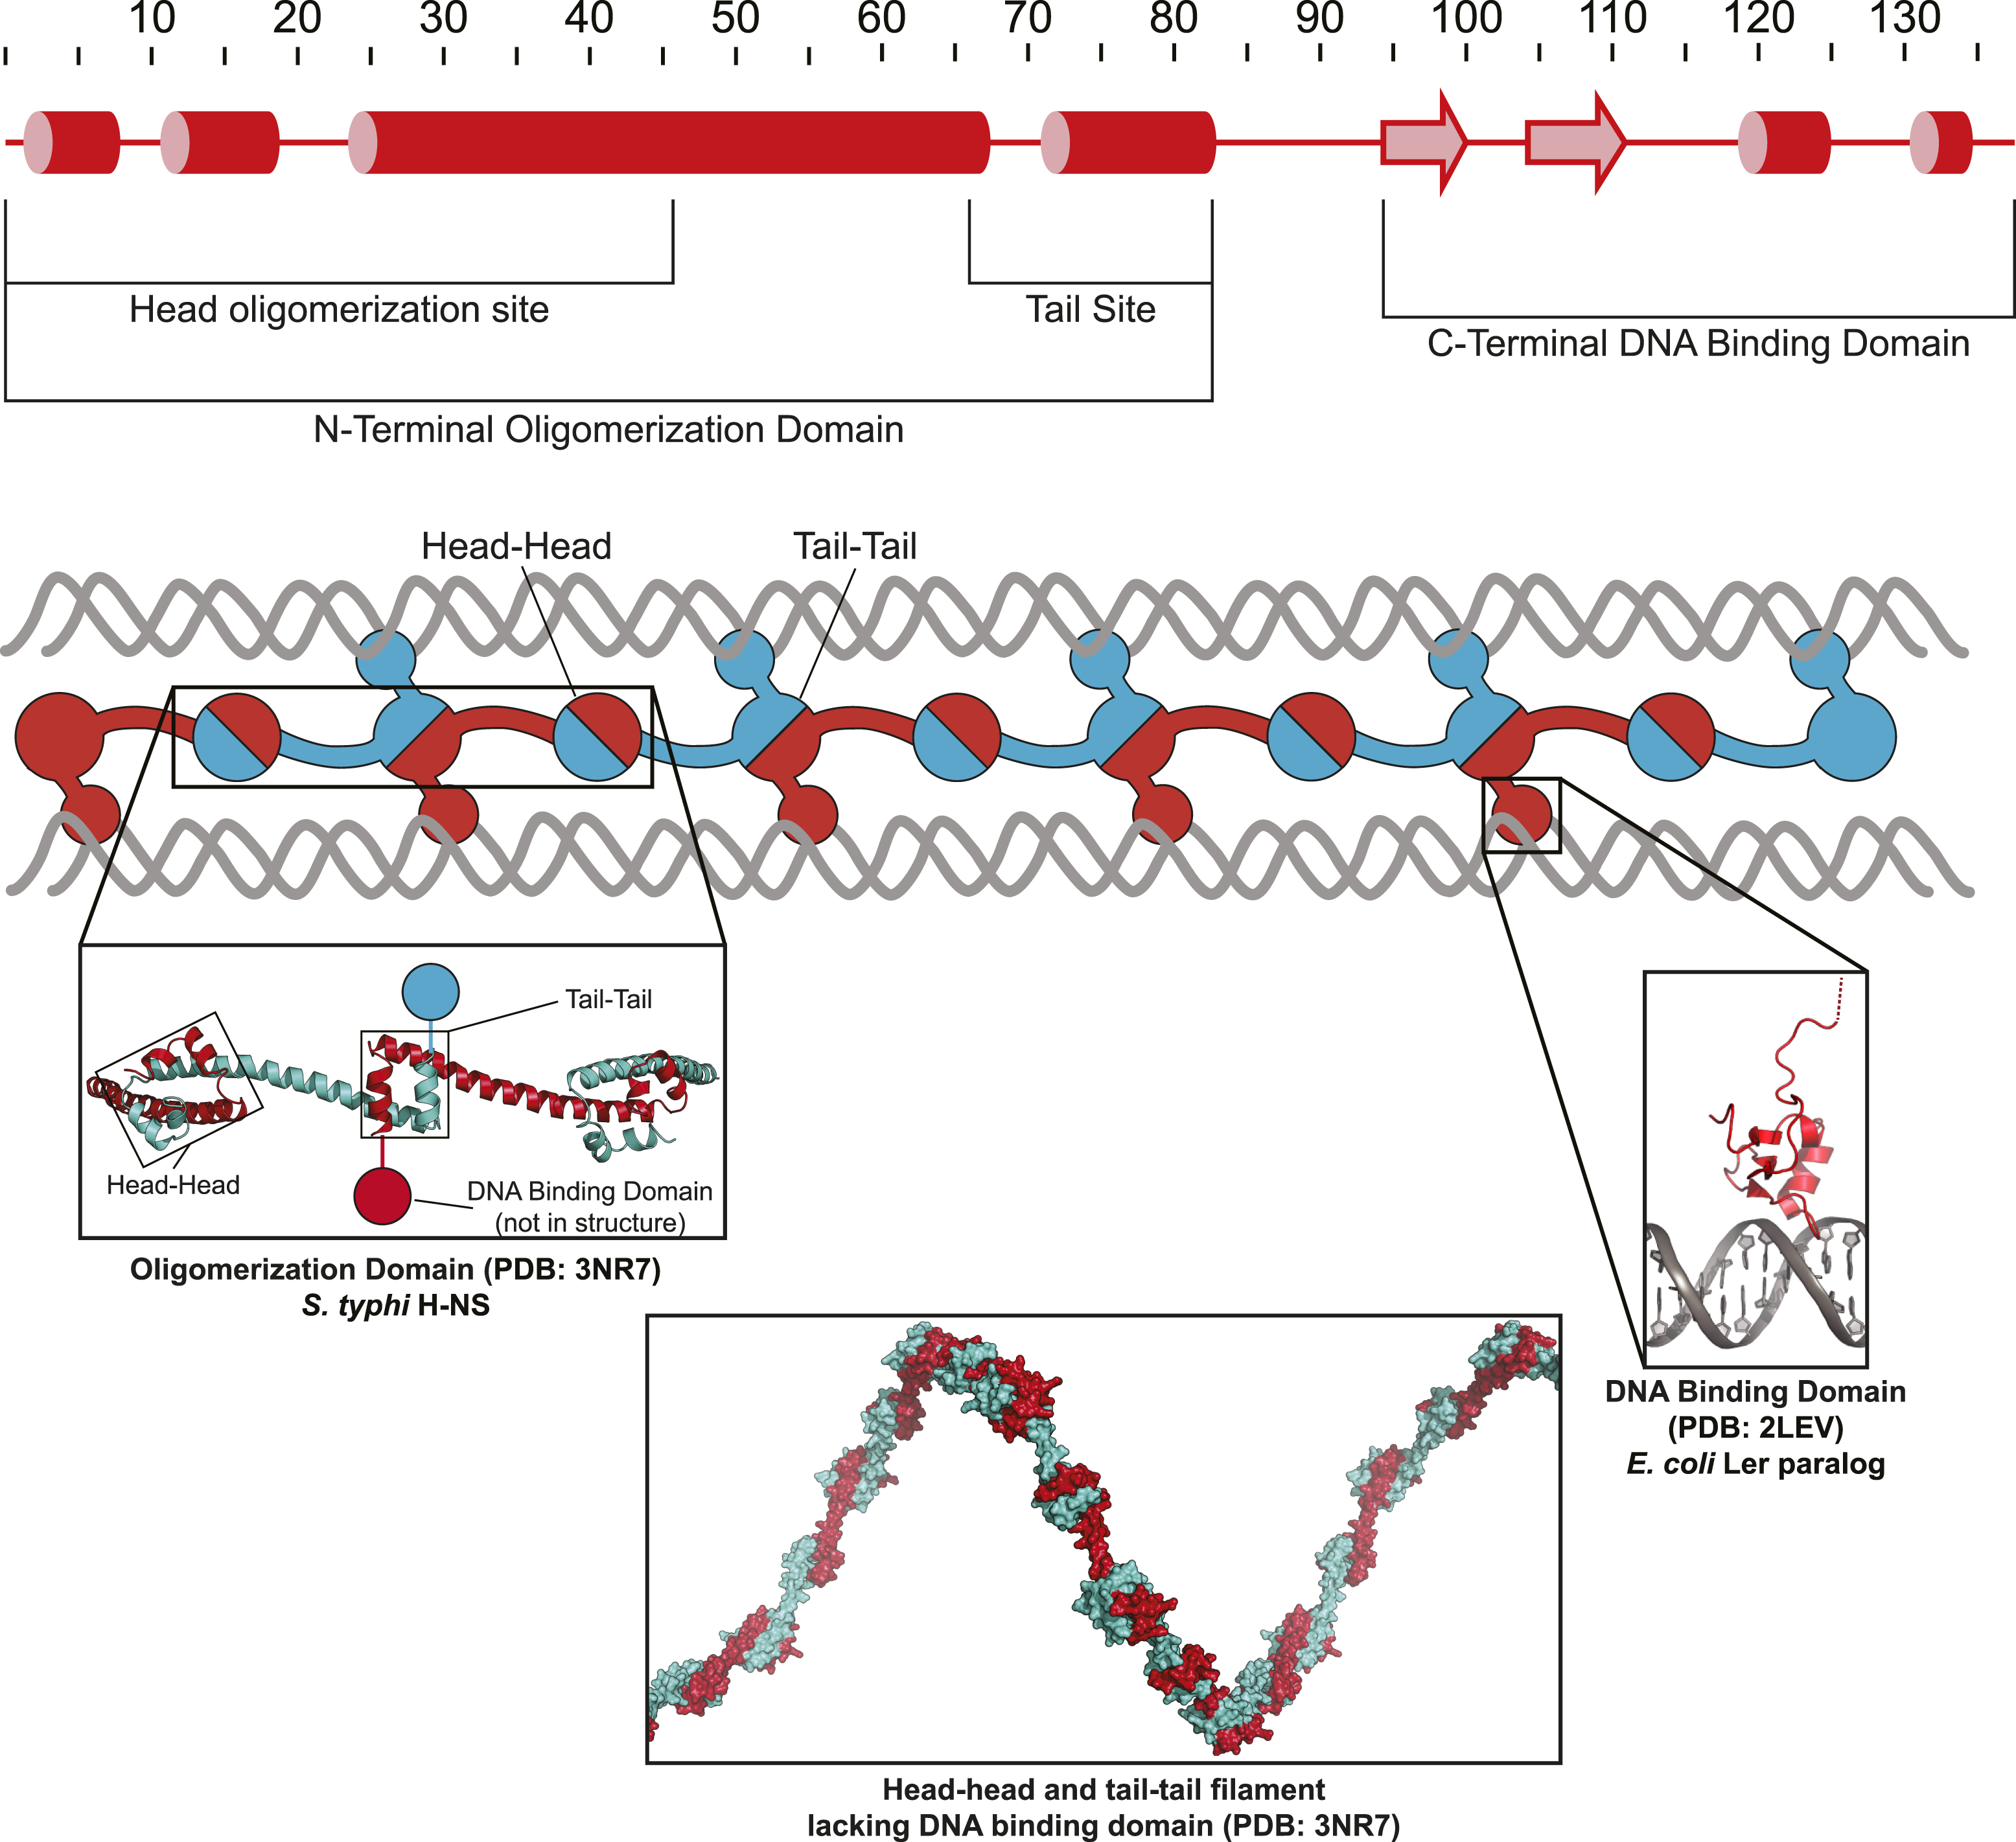 10 20 30 40 50 60 70 80 90 100 110 120 130
Head oligomerization site
Tail Site
C-Terminal DNA Binding Domain
N-Terminal Oligomerization Domain
Head-Head
Tail-Tail
Tail-Tail
Head-Head
DNA Binding Domain
(not in structure)
Oligomerization Domain (PDB: 3NR7)
S. typhi H-NS
DNA Binding Domain
(PDB: 2LEV)
E. coli Ler paralog
Head-head and tail-tail filament
lacking DNA binding domain (PDB: 3NR7)